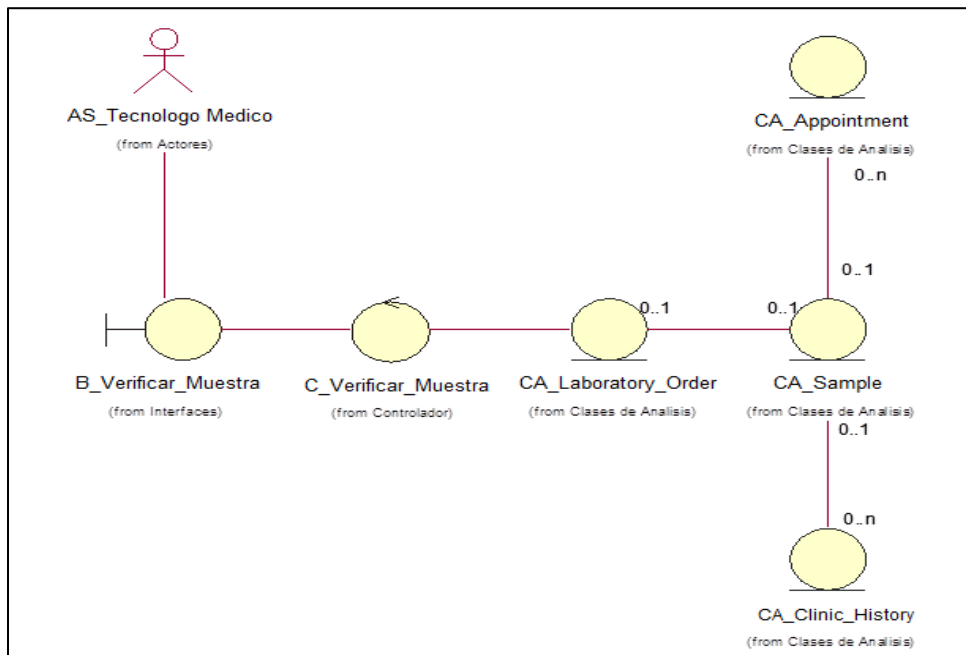 AS_Tecnologo Medico
(from Actores)
CA_Appointment
(from Clases de Analisis)
0..n
0..1
0..1
0..1
B_Verificar_Muestra
(from Interfaces)
C_Verificar_Muestra
(from Controlador)
CA_Laboratory_Order
(from Clases de Analisis)
CA_Sample
(from Clases de Analisis)
0..1
0..n
CA_Clinic_History
(from Clases de Analisis)